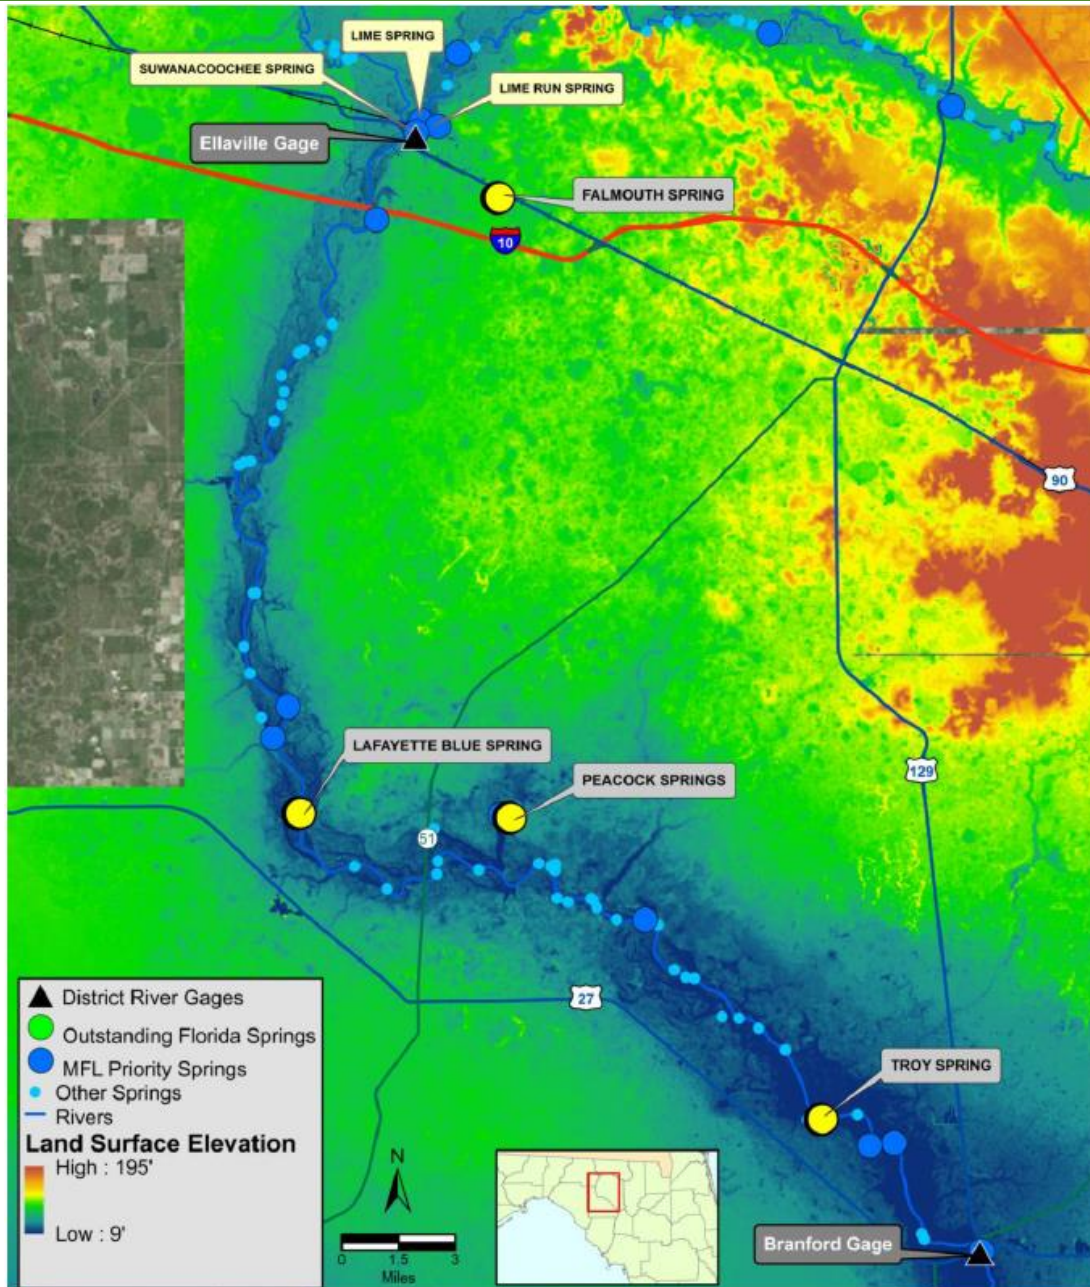 LIME SPRING
SUWANACOOCHEE SPRING
LIME RUN SPRING
Ellaville Gage
FALMOUTH SPRING
10
90
129
LAFAYETTE BLUE SPRING
PEACOCK SPRINGS
51
27
TROY SPRING
District River Gages
Outstanding Florida Springs
MFL Priority Springs
Other Springs
Rivers
Land Surface Elevation
High : 195'
Low : 9'
N
0 1.5 3
Miles
Branford Gage